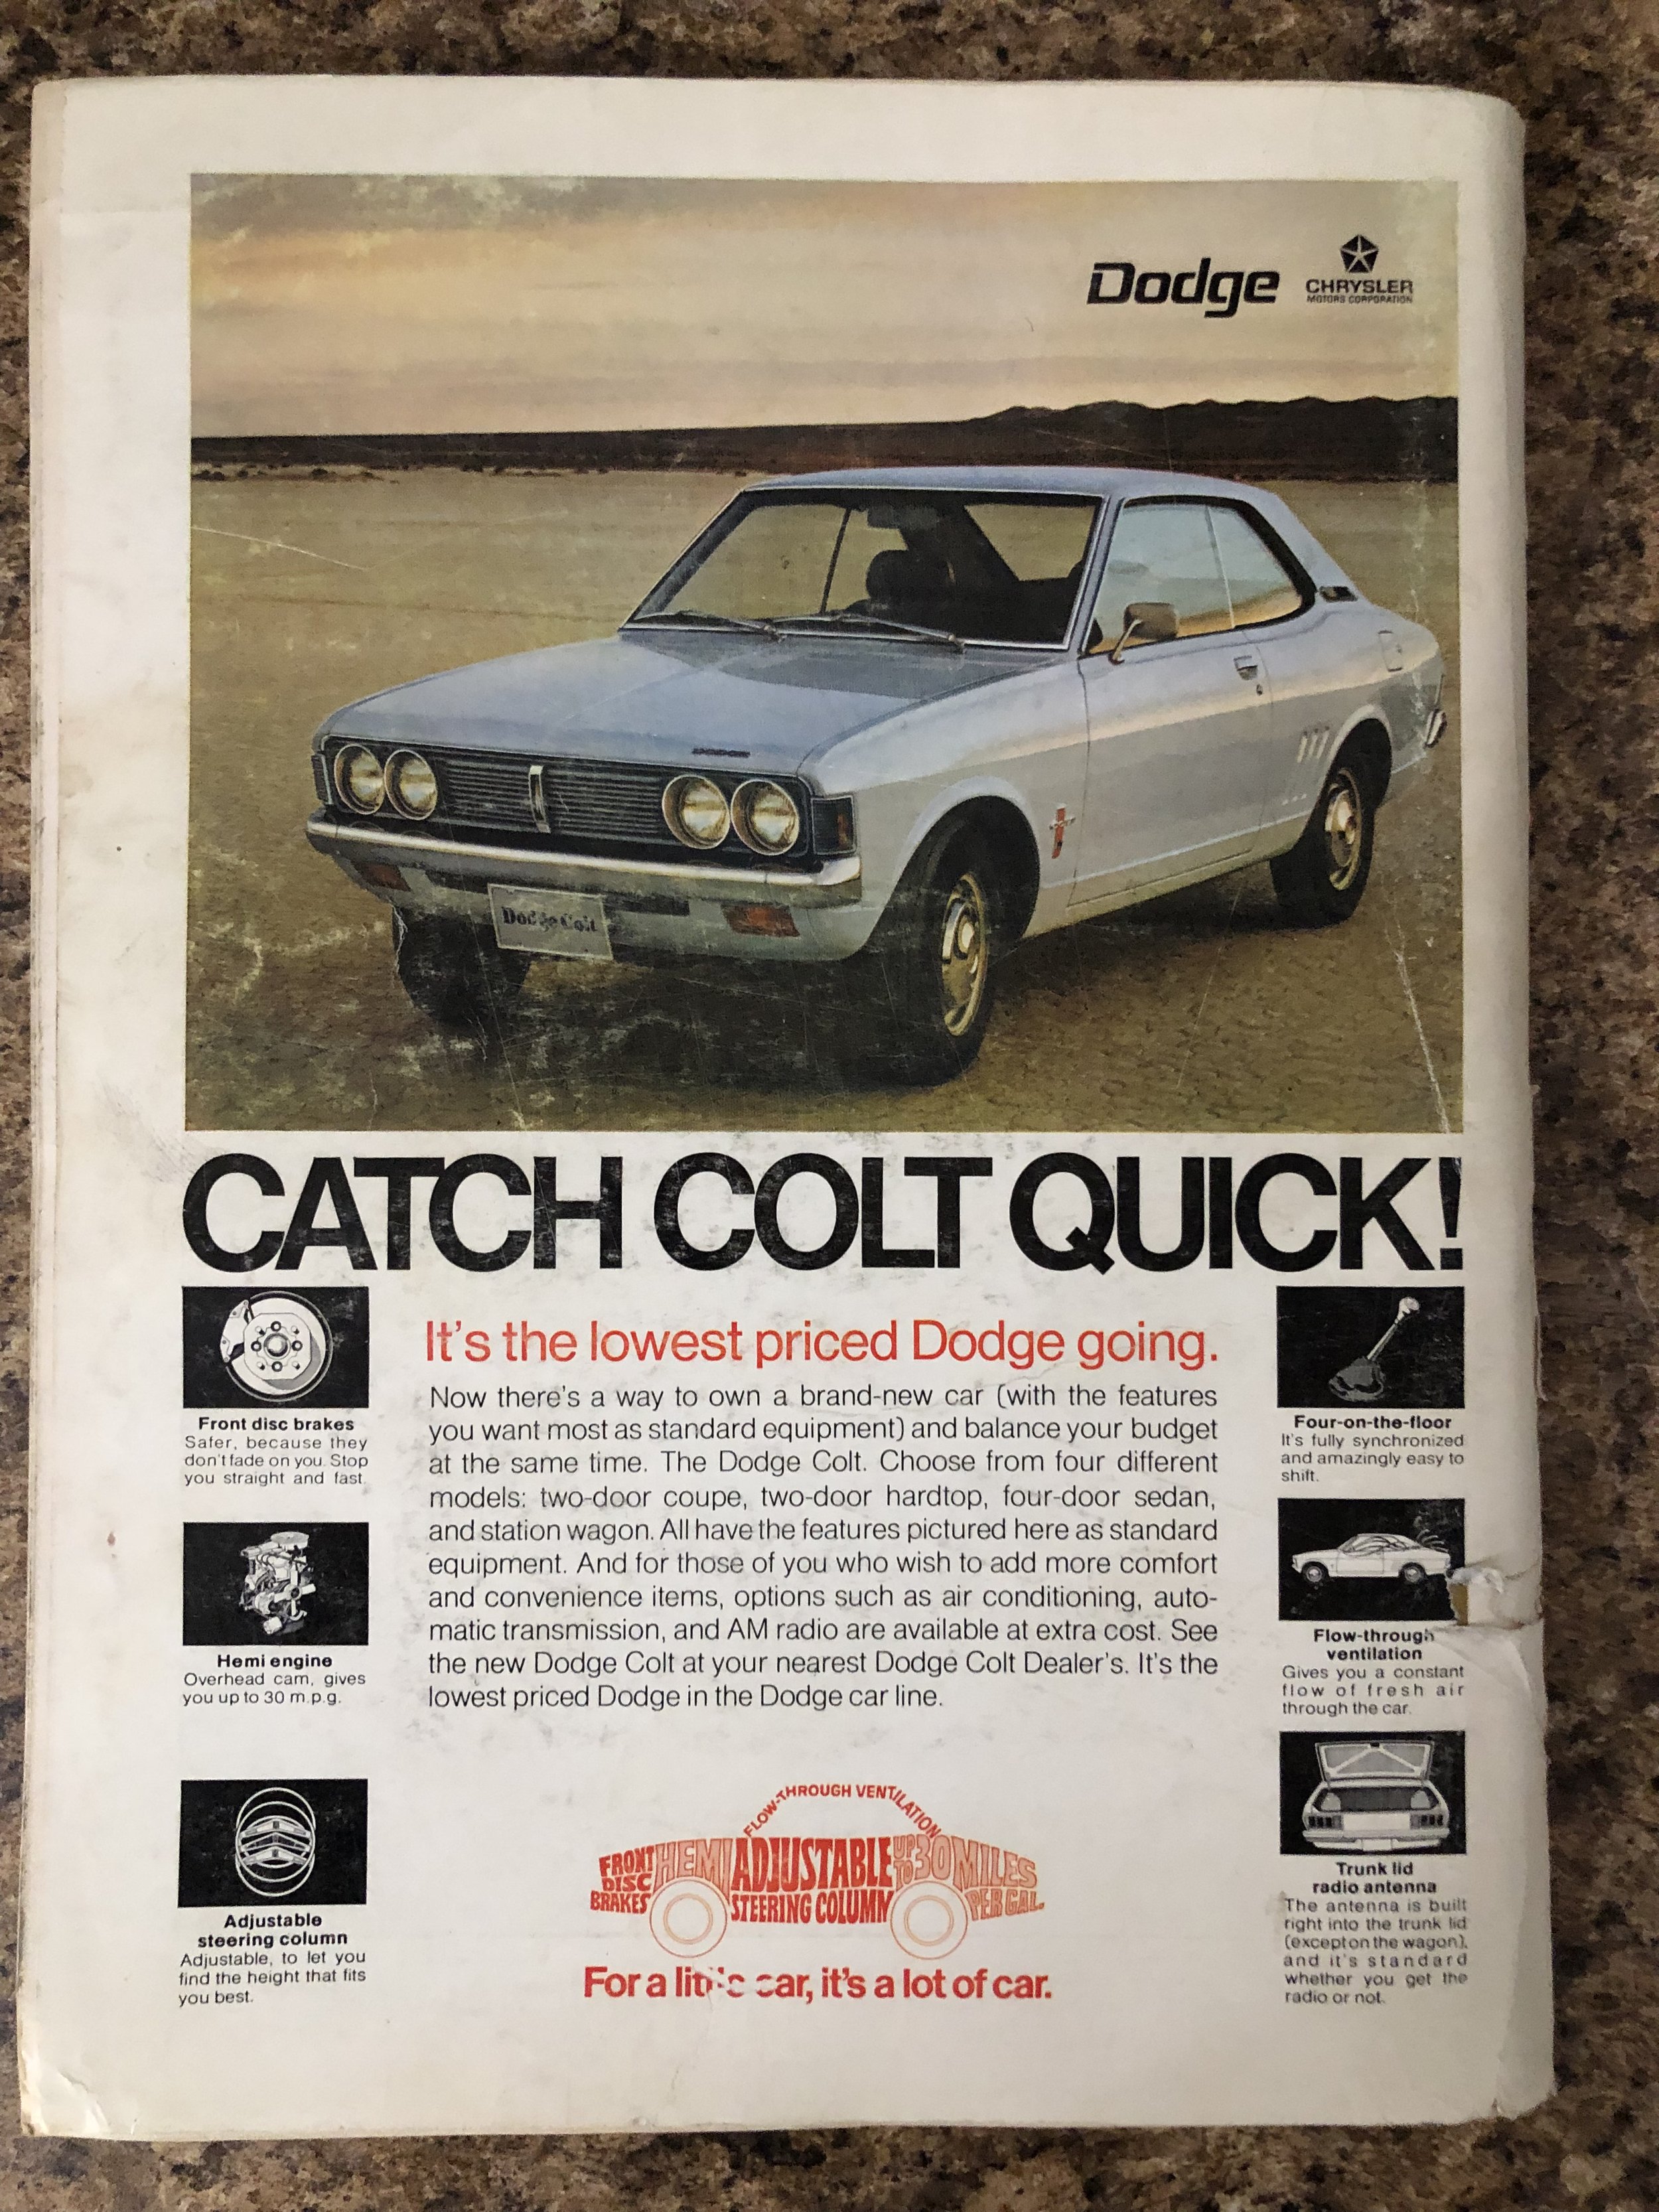 Dodge
CHRYSLER
MOTORS CORPORATION
DODGE
Dodge Colt
CATCH COLT QUICK!
It's the lowest priced Dodge going.
Now there's a way to own a brand-new car (with the features
you want most as standard equipment) and balance your budget
at the same time. The Dodge Colt. Choose from four different
models: two-door coupe, two-door hardtop, four-door sedan,
and station wagon. All have the features pictured here as standard
equipment. And for those of you who wish to add more comfort
and convenience items, options such as air conditioning, auto-
matic transmission, and AM radio are available at extra cost. See
the new Dodge Colt at your nearest Dodge Colt Dealer's. It's the
lowest priced Dodge in the Dodge car line.
Front disc brakes
Safer, because they
don't fade on you. Stop
you straight and fast.
Hemi engine
Overhead cam, gives
you up to 30 m.p.g.
Adjustable
steering column
Adjustable, to let you
find the height that fits
you best.
Four-on-the-floor
It's fully synchronized
and amazingly easy to
shift.
Flow-through
ventilation
Gives you a constant
flow of fresh air
through the car.
Trunk lid
radio antenna
The antenna is built
right into the trunk lid
(except on the wagon),
and it's standard
whether you get the
radio or not.
FLOW-THROUGH VENTILATION
FRONT DISC BRAKES
HEMI
ADJUSTABLE STEERING COLUMN
UP TO 30 MILES PER GAL.
For a little car, it's a lot of car.